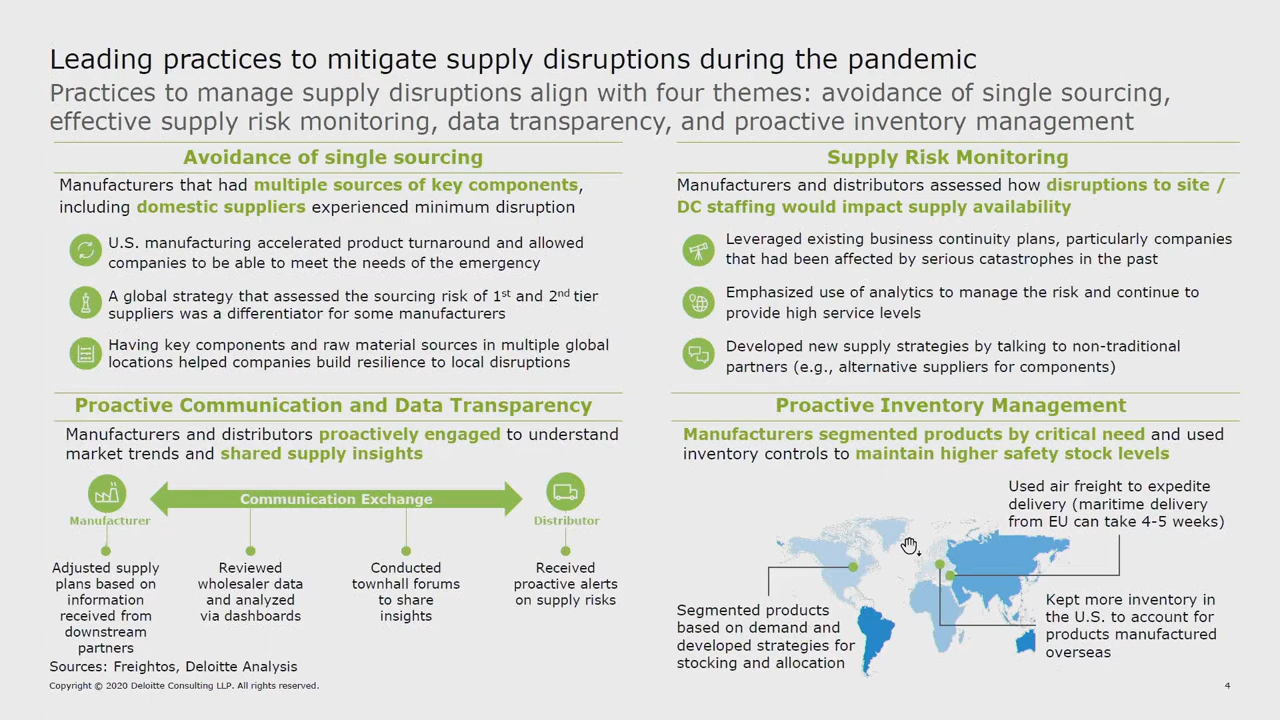 Leading practices to mitigate supply disruptions during the pandemic
Practices to manage supply disruptions align with four themes: avoidance of single sourcing,
effective supply risk monitoring, data transparency, and proactive inventory management
Avoidance of single sourcing
Manufacturers that had multiple sources of key components,
including domestic suppliers experienced minimum disruption
U.S. manufacturing accelerated product turnaround and allowed
companies to be able to meet the needs of the emergency
A global strategy that assessed the sourcing risk of 1st and 2nd tier
suppliers was a differentiator for some manufacturers
Having key components and raw material sources in multiple global
locations helped companies build resilience to local disruptions
Supply Risk Monitoring
Manufacturers and distributors assessed how disruptions to site /
DC staffing would impact supply availability
Leveraged existing business continuity plans, particularly companies
that had been affected by serious catastrophes in the past
Emphasized use of analytics to manage the risk and continue to
provide high service levels
Developed new supply strategies by talking to non-traditional
partners (e.g., alternative suppliers for components)
Proactive Communication and Data Transparency
Manufacturers and distributors proactively engaged to understand
market trends and shared supply insights
Communication Exchange
Manufacturer
Distributor
Adjusted supply
plans based on
information
received from
downstream
partners
Reviewed
wholesaler data
and analyzed
via dashboards
Conducted
townhall forums
to share
insights
Received
proactive alerts
on supply risks
Proactive Inventory Management
Manufacturers segmented products by critical need and used
inventory controls to maintain higher safety stock levels
Used air freight to expedite
delivery (maritime delivery
from EU can take 4-5 weeks)
Segmented products
based on demand and
developed strategies for
stocking and allocation
Kept more inventory in
the U.S. to account for
products manufactured
overseas
Sources: Freightos, Deloitte Analysis
Copyright © 2020 Deloitte Consulting LLP. All rights reserved.
4